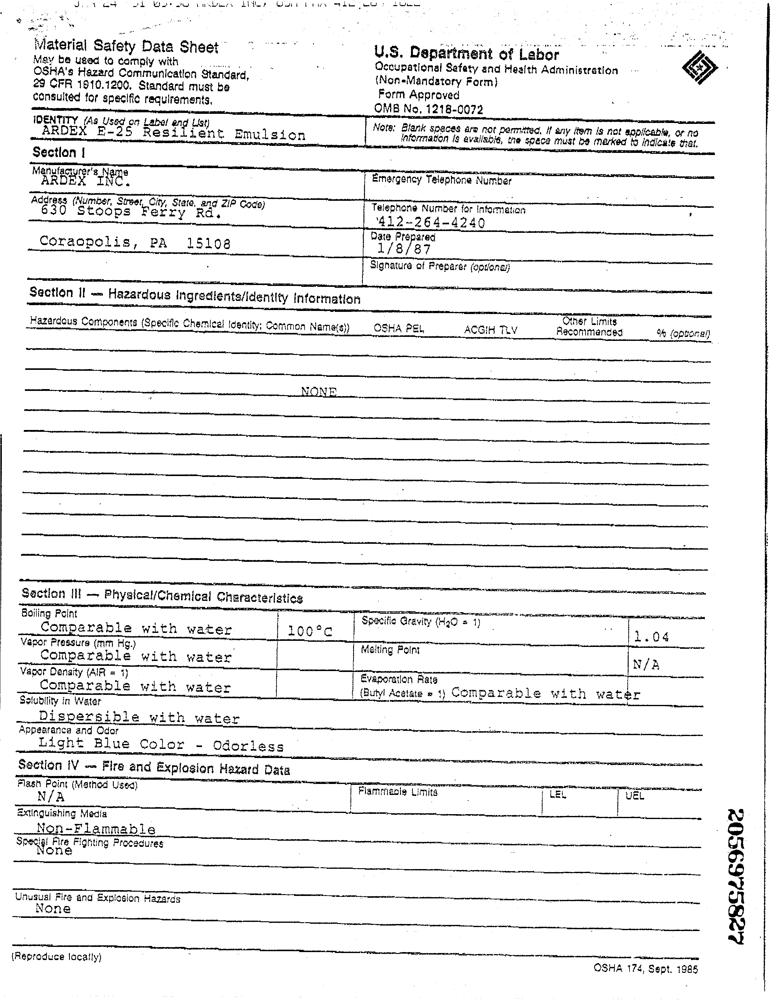 Material Safety Data Sheet
May be used to comply with
OSHA's Hazard Communication Standard,
29 CFR 1910.1200. Standard must be
consulted for specific requirements.
U.S. Department of Labor
Occupational Safety and Health Administration
(Non-Mandatory Form)
Form Approved
OMB No. 1218-0072
IDENTITY (As Used on Label and List)
ARDEX E-25 Resilient Emulsion
Note: Blank spaces are not permitted. If any item is not applicable, or no
information is available, the space must be marked to indicate that.
Section I
Manufacturer's Name
ARDEX INC.
Emergency Telephone Number
Address (Number, Street, City, State, and ZIP Code)
630 Stoops Ferry Rd.
Telephone Number for Information
412-264-4240
Coraopolis, PA 15108
Date Prepared
1/8/87
Signature of Preparer (optional)
Section II — Hazardous Ingredients/Identity Information
Hazardous Components (Specific Chemical Identity; Common Name(s)) OSHA PEL ACGIH TLV Other Limits Recommended % (optional)
NONE
Section III — Physical/Chemical Characteristics
Boiling Point
Comparable with water 100°C
Specific Gravity (H2O = 1)
1.04
Vapor Pressure (mm Hg.)
Comparable with water
Melting Point
N/A
Vapor Density (AIR = 1)
Comparable with water
Evaporation Rate
(Butyl Acetate = 1) Comparable with water
Solubility in Water
Dispersible with water
Appearance and Odor
Light Blue Color - Odorless
Section IV — Fire and Explosion Hazard Data
Flash Point (Method Used)
N/A
Flammable Limits LEL UEL
Extinguishing Media
Non-Flammable
Special Fire Fighting Procedures
None
Unusual Fire and Explosion Hazards
None
(Reproduce locally)
OSHA 174, Sept. 1985
2056975827